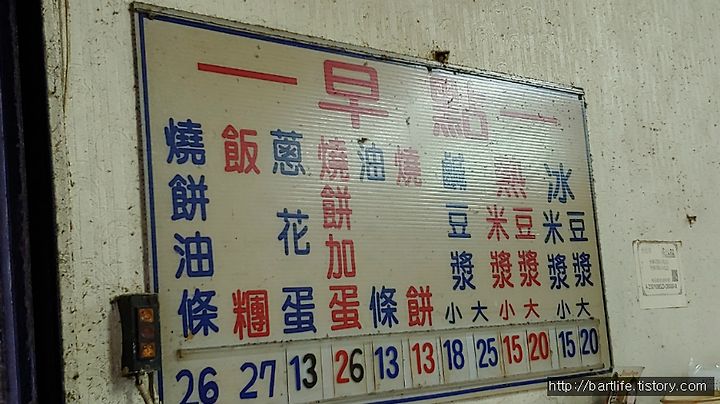 早點
燒餅油條 26
飯糰 27
蔥花蛋 13
燒餅加蛋 26
油條 13
燒餅 13
鹹豆漿 小 18 大 25
熱米漿豆漿 小 15 大 20
冰米漿豆漿 小 15 大 20
http://bartlife.tistory.com